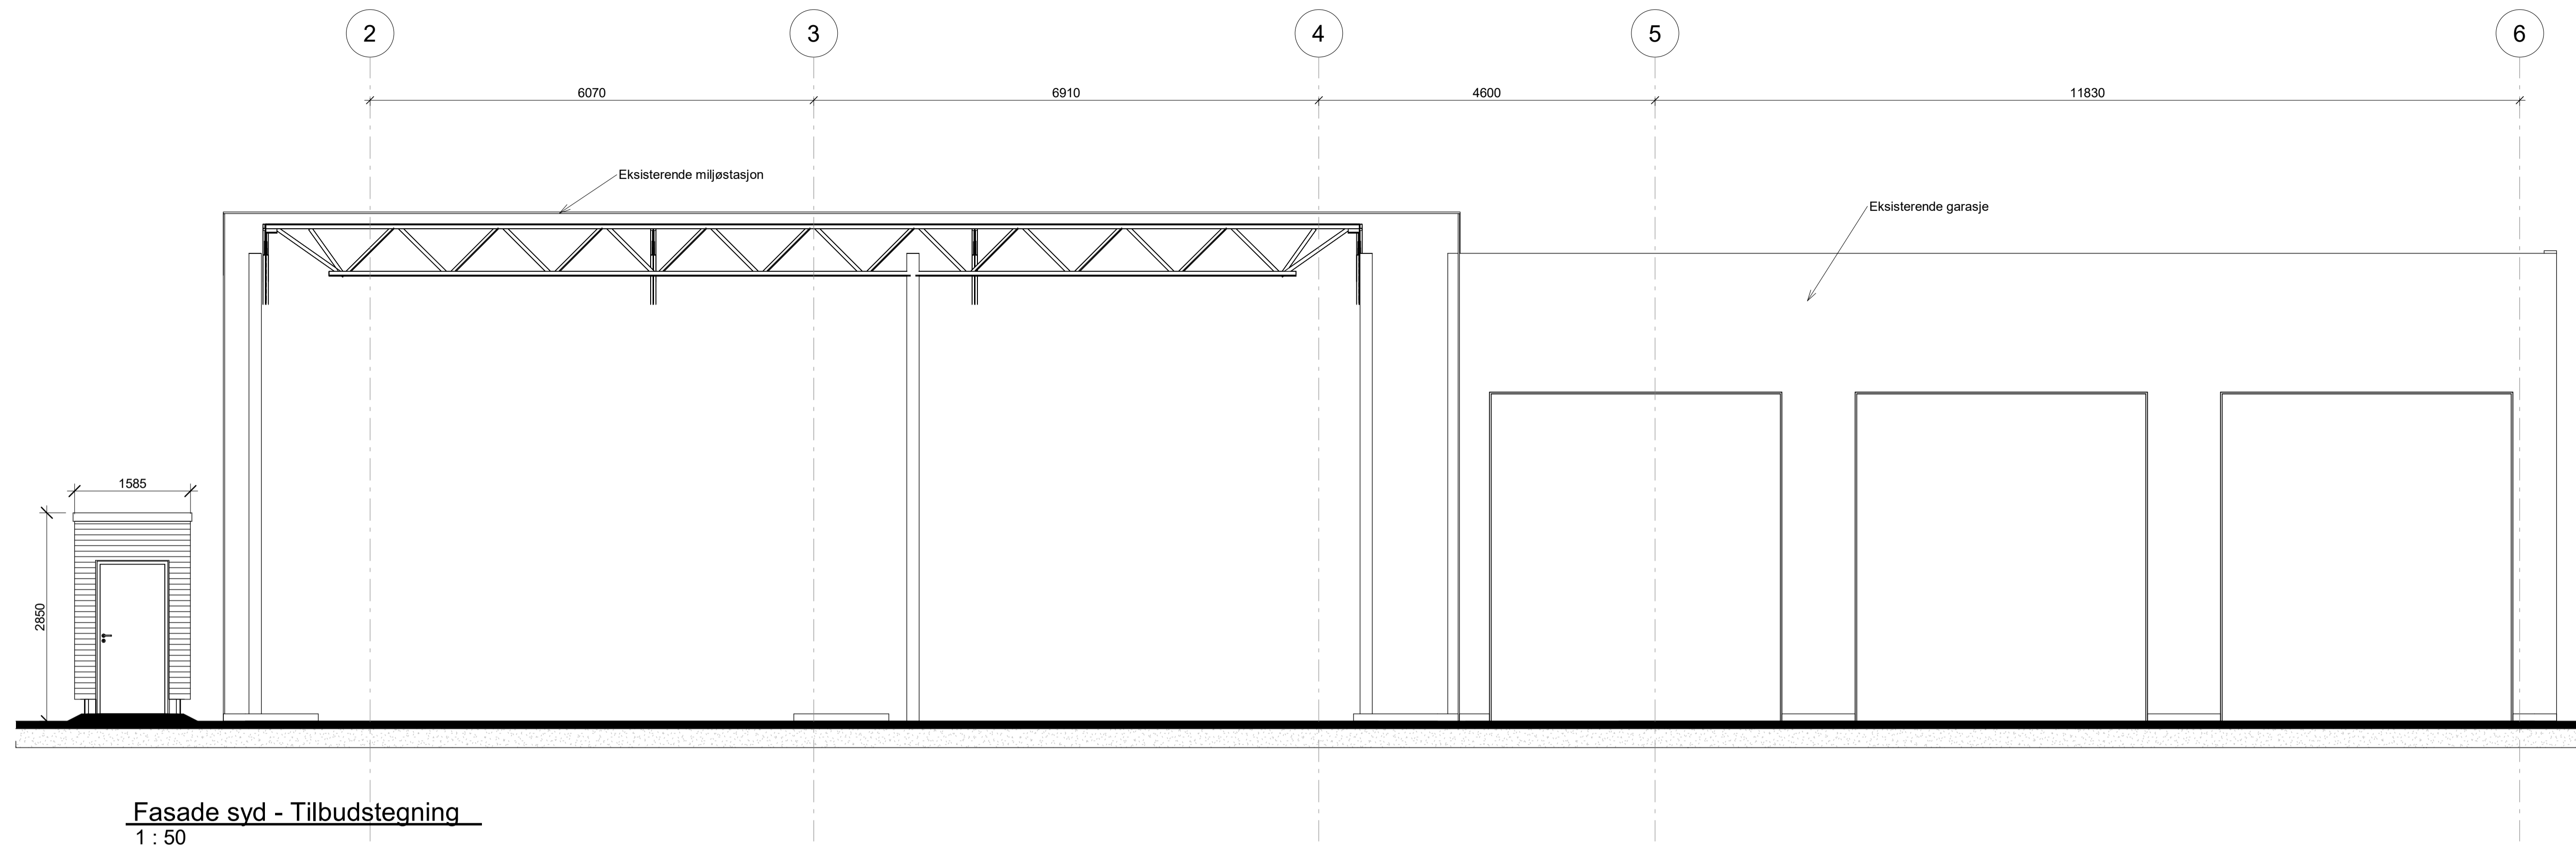 2
3
4
5
6
6070
6910
4600
11830
Eksisterende miljøstasjon
Eksisterende garasje
1585
2850
Fasade syd - Tilbudstegning
1 : 50